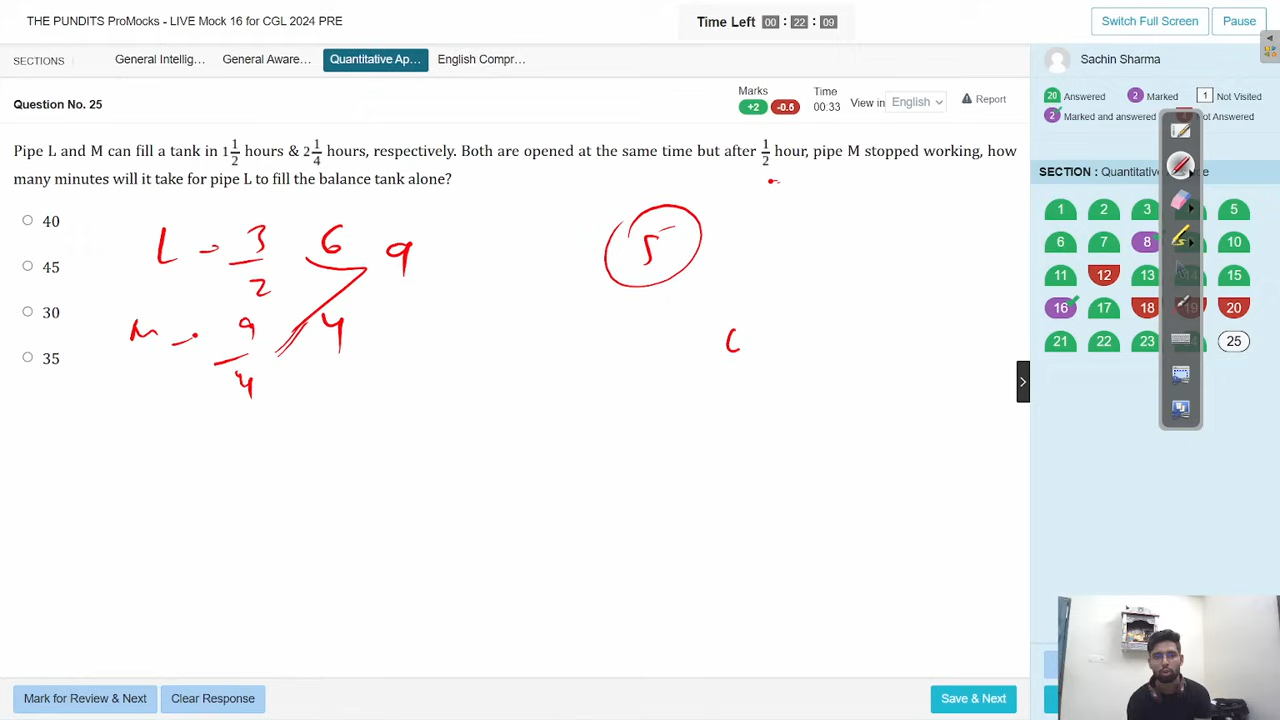 THE PUNDITS ProMocks - LIVE Mock 16 for CGL 2024 PRE
Time Left 00 : 22 : 09
Switch Full Screen
Pause
SECTIONS
General Intellig...
General Aware...
Quantitative Ap...
English Compr...
Sachin Sharma
Question No. 25
Marks
+2 -0.5
Time
00:33
View in English
Report
20 Answered
2 Marked
1 Not Visited
2 Marked and answered
Not Answered
Pipe L and M can fill a tank in 1 1/2 hours & 2 1/4 hours, respectively. Both are opened at the same time but after 1/2 hour, pipe M stopped working, how
many minutes will it take for pipe L to fill the balance tank alone?
40
45
30
35
L - 3/2 6 9
M - 9/4 4
5
SECTION : Quantitative
1 2 3 5
6 7 8 10
11 12 13 14 15
16 17 18 19 20
21 22 23 25
Mark for Review & Next
Clear Response
Save & Next